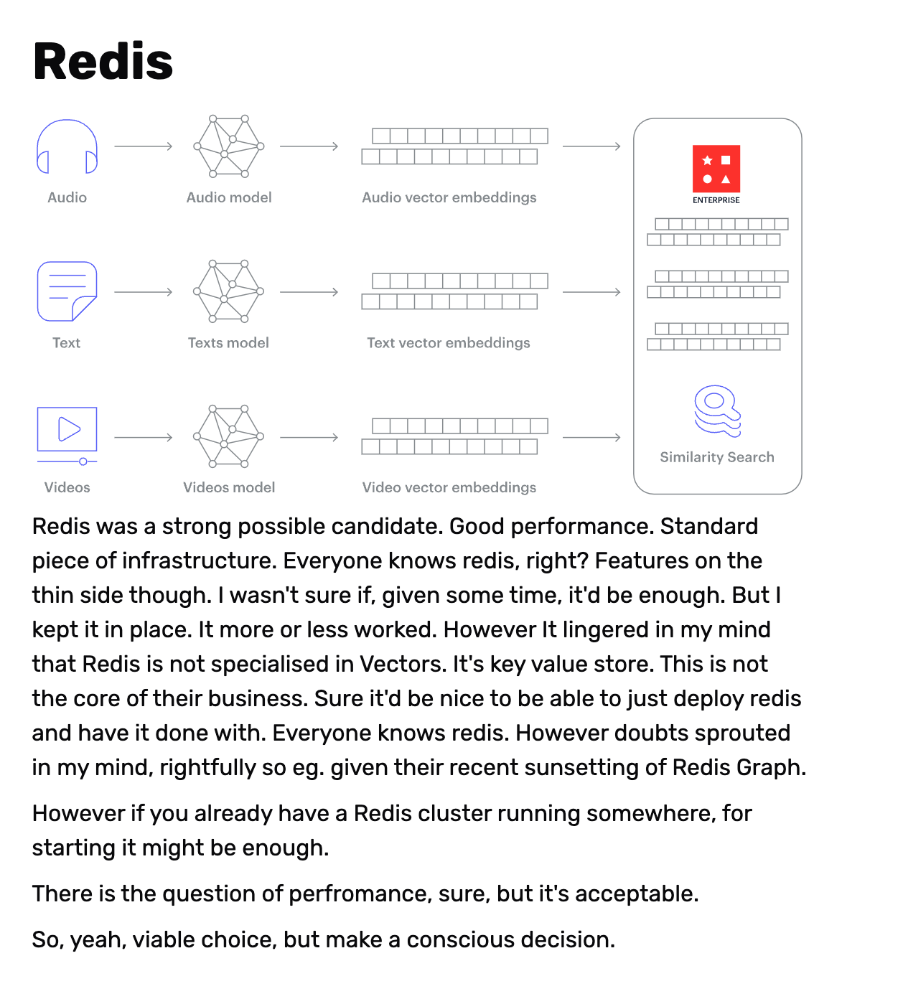 Redis
Audio
Audio model
Audio vector embeddings
ENTERPRISE
Text
Texts model
Text vector embeddings
Similarity Search
Videos
Videos model
Video vector embeddings
Redis was a strong possible candidate. Good performance. Standard
piece of infrastructure. Everyone knows redis, right? Features on the
thin side though. I wasn't sure if, given some time, it'd be enough. But I
kept it in place. It more or less worked. However It lingered in my mind
that Redis is not specialised in Vectors. It's key value store. This is not
the core of their business. Sure it'd be nice to be able to just deploy redis
and have it done with. Everyone knows redis. However doubts sprouted
in my mind, rightfully so eg. given their recent sunsetting of Redis Graph.
However if you already have a Redis cluster running somewhere, for
starting it might be enough.
There is the question of perfromance, sure, but it's acceptable.
So, yeah, viable choice, but make a conscious decision.